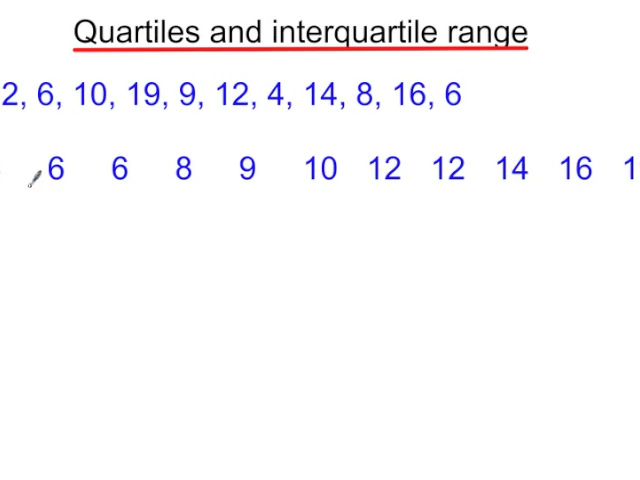 Quartiles and interquartile range
2, 6, 10, 19, 9, 12, 4, 14, 8, 16, 6
6 6 8 9 10 12 12 14 16 1